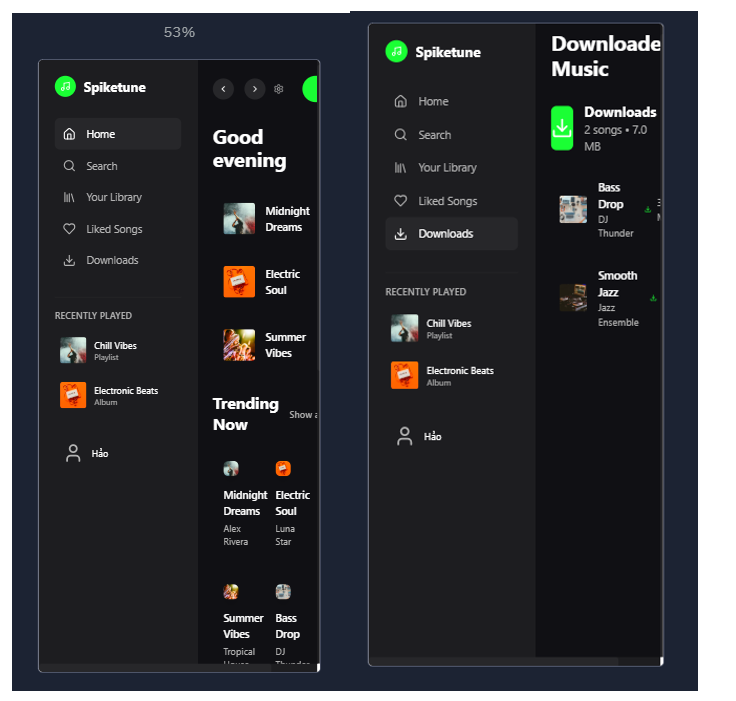 53%
Spiketune
Home
Search
Your Library
Liked Songs
Downloads
RECENTLY PLAYED
Chill Vibes
Playlist
Electronic Beats
Album
Hảo
Good
evening
Midnight
Dreams
Electric
Soul
Summer
Vibes
Trending
Now
Show a
Midnight
Dreams
Alex
Rivera
Electric
Soul
Luna
Star
Summer
Vibes
Tropical
Bass
Drop
DJ
Spiketune
Home
Search
Your Library
Liked Songs
Downloads
RECENTLY PLAYED
Chill Vibes
Playlist
Electronic Beats
Album
Hảo
Downloade
Music
Downloads
2 songs • 7.0
MB
Bass
Drop
DJ
Thunder
Smooth
Jazz
Jazz
Ensemble